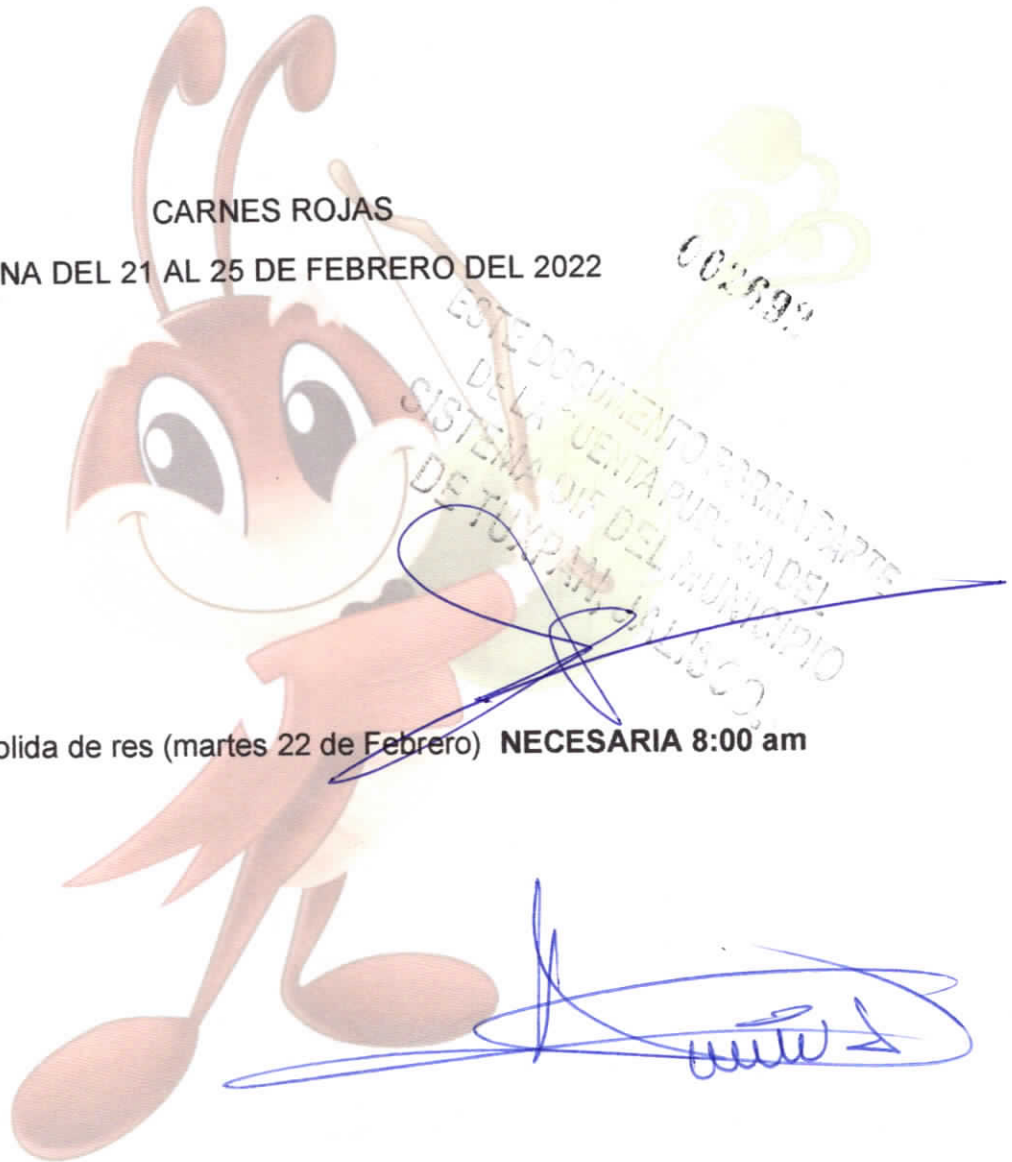 CARNES ROJAS
NA DEL 21 AL 25 DE FEBRERO DEL 2022
002692
ESTE DOCUMENTO FORMA PARTE
DE LA CUENTA PUBLICA DEL
SISTEMA DIF DEL MUNICIPIO
DE TUXPAN, JALISCO.
olida de res (martes 22 de Febrero) NECESARIA 8:00 am